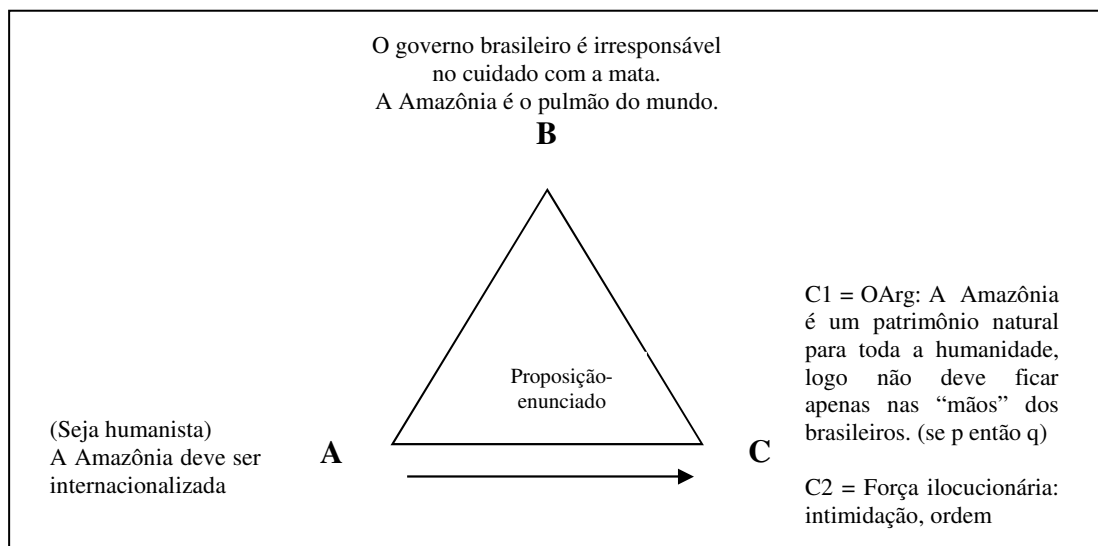 O governo brasileiro é irresponsável
no cuidado com a mata.
A Amazônia é o pulmão do mundo.
B
Proposição-
enunciado
(Seja humanista)
A Amazônia deve ser
internacionalizada
A
C
C1 = OArg: A Amazônia
é um patrimônio natural
para toda a humanidade,
logo não deve ficar
apenas nas “mãos” dos
brasileiros. (se p então q)
C2 = Força ilocucionária:
intimidação, ordem